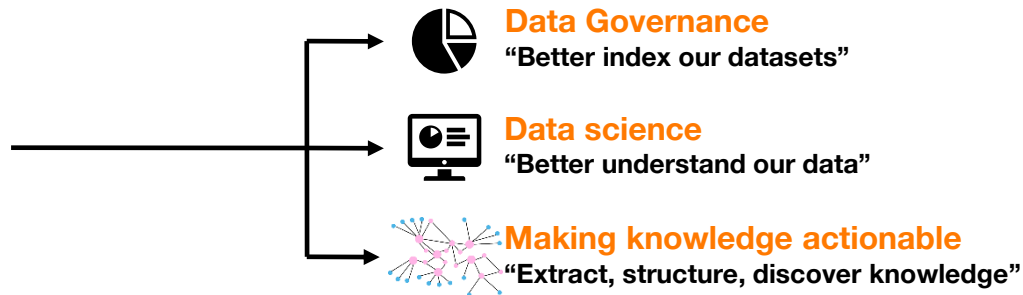 Data Governance
“Better index our datasets”
Data science
“Better understand our data”
Making knowledge actionable
“Extract, structure, discover knowledge”